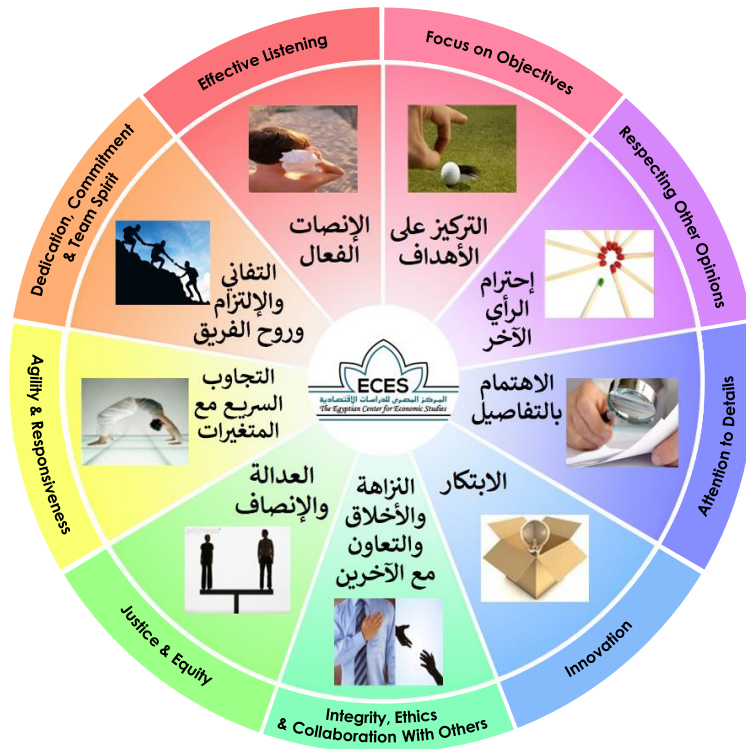 Focus on Objectives
التركيز على
الأهداف
Respecting Other Opinions
إحترام
الرأي
الآخر
Attention to Details
الاهتمام
بالتفاصيل
Innovation
الابتكار
Integrity, Ethics
& Collaboration With Others
النزاهة
والأخلاق
والتعاون
مع الآخرين
Justice & Equity
العدالة
والإنصاف
Agility & Responsiveness
التجاوب
السريع مع
المتغيرات
Dedication, Commitment
& Team Spirit
التفاني
والإلتزام
وروح الفريق
Effective Listening
الإنصات
الفعال
ECES
المركز المصري للدراسات الاقتصادية
The Egyptian Center for Economic Studies